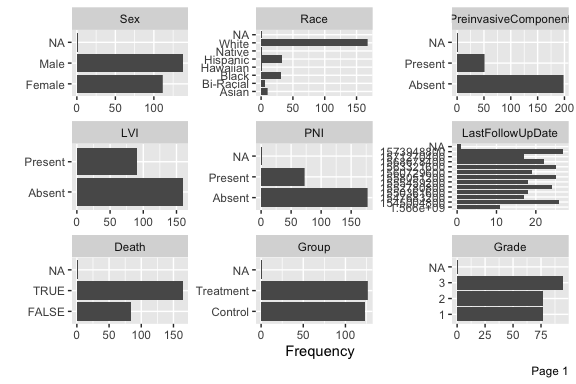 Sex
NA
Male
Female
0 50 100
Race
NA
White
Native
Hispanic
Hawaiian
Black
Bi-Racial
Asian
0 50 100 150
PreinvasiveComponent
NA
Present
Absent
0 50 100 150 200
LVI
Present
Absent
0 50 100 150
PNI
NA
Present
Absent
0 50 100 150
LastFollowUpDate
NA
1573948800
1.566e+09
0 10 20
Death
NA
TRUE
FALSE
0 50 100 150
Group
NA
Treatment
Control
0 50 100
Grade
NA
3
2
1
0 25 50 75
Frequency
Page 1